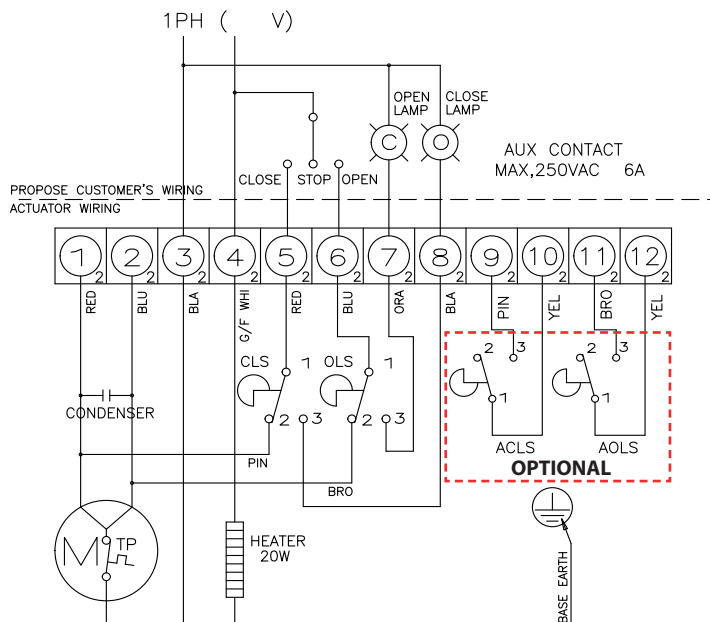 1PH ( V)
OPEN LAMP
CLOSE LAMP
C
O
AUX CONTACT
MAX,250VAC 6A
CLOSE STOP OPEN
PROPOSE CUSTOMER'S WIRING
ACTUATOR WIRING
1 2 3 4 5 6 7 8 9 10 11 12
2 2 2 2 2 2 2 2 2 2 2 2
RED BLU BLA G/F WHI RED BLU ORA BLA PIN YEL BRO YEL
CLS 1 OLS 1
2 3 2 3
2 3 2 3
1 1
CONDENSER
ACLS AOLS
OPTIONAL
PIN
BRO
M TP
HEATER
20W
BASE EARTH